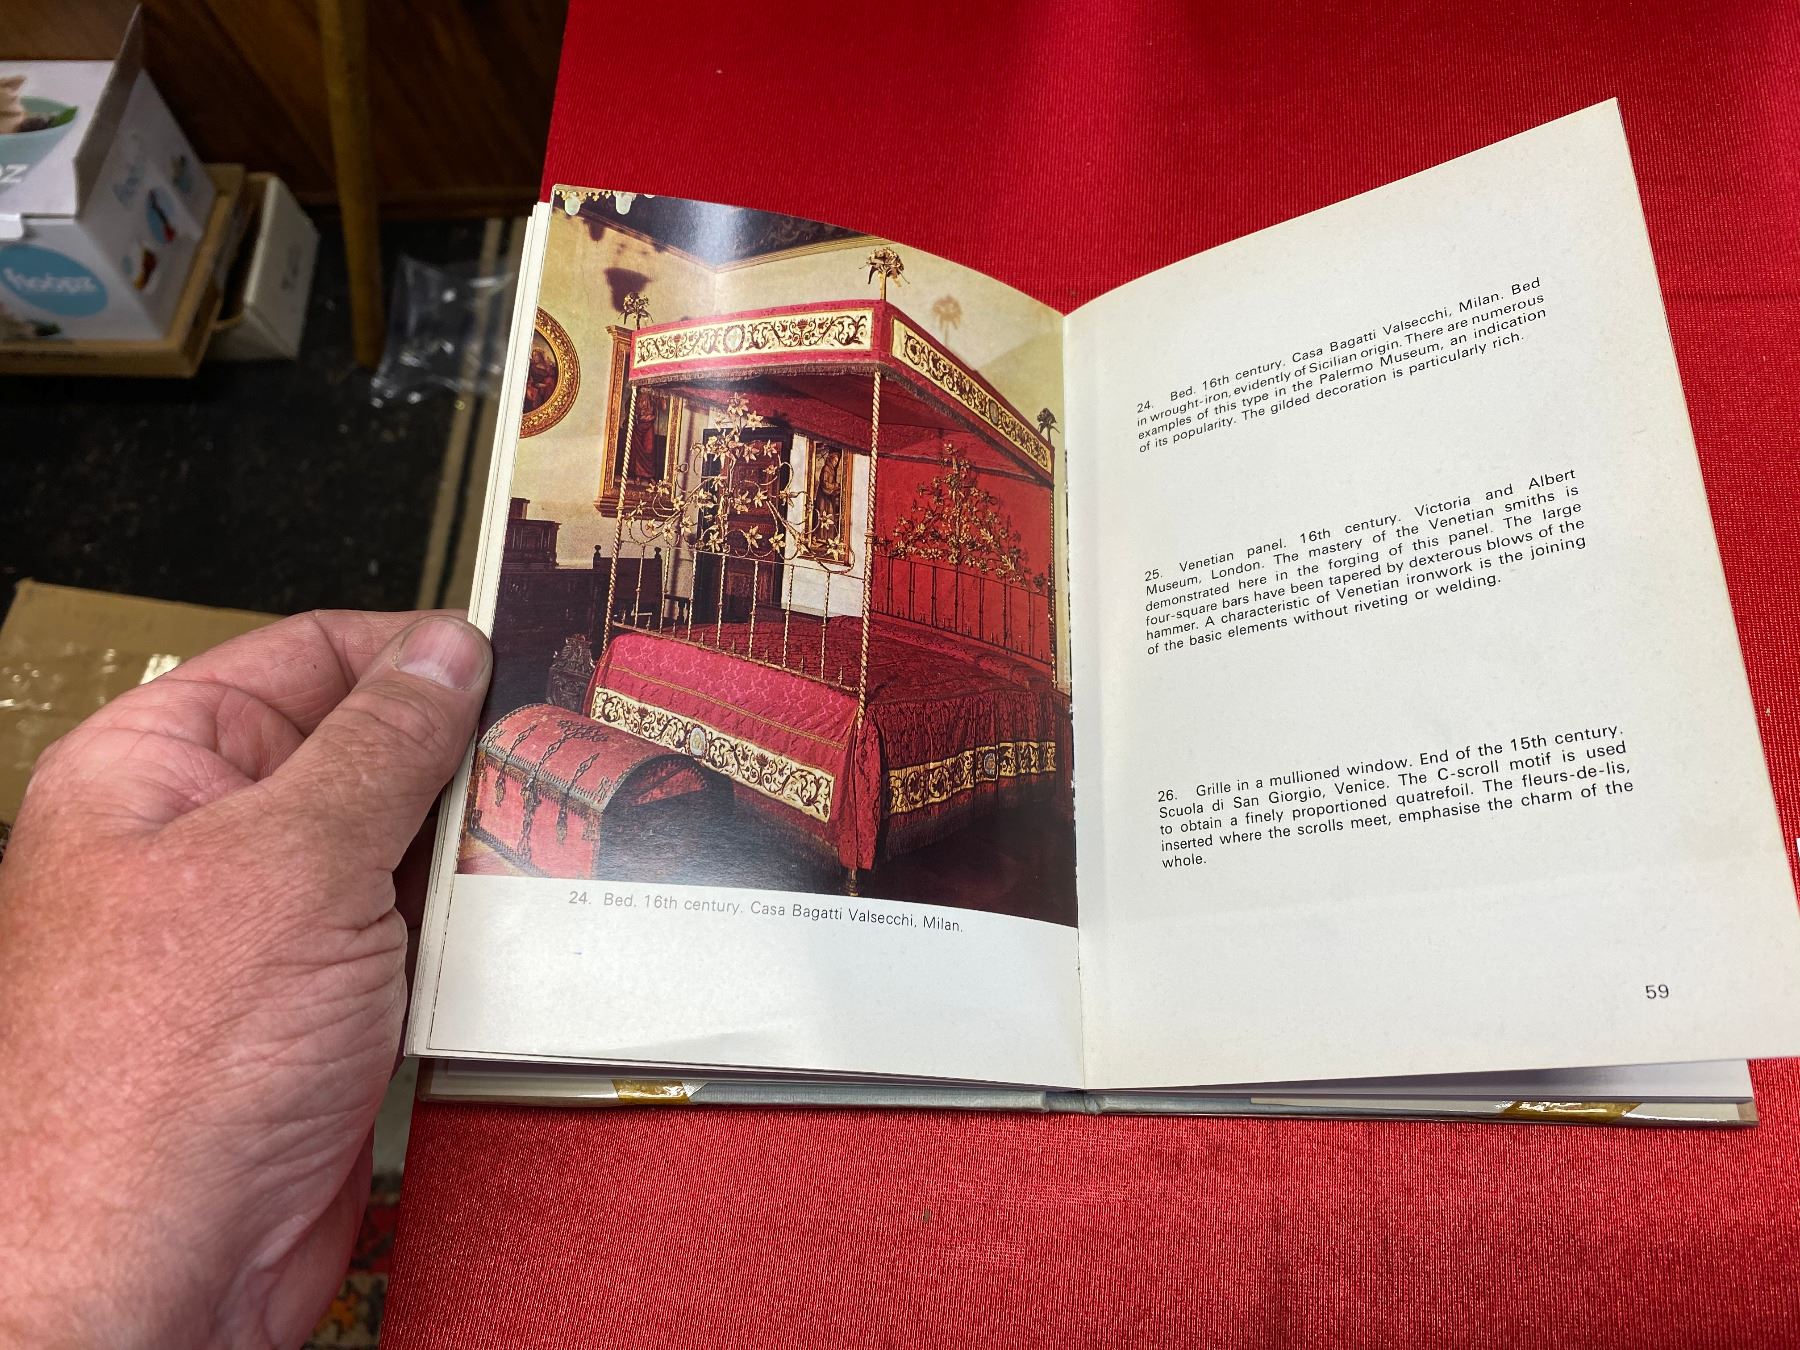 hoopz
24. Bed. 16th century. Casa Bagatti Valsecchi, Milan.
24. Bed. 16th century. Casa Bagatti Valsecchi, Milan. Bed
in wrought-iron, evidently of Sicilian origin. There are numerous
examples of this type in the Palermo Museum, an indication
of its popularity. The gilded decoration is particularly rich.
25. Venetian panel. 16th century. Victoria and Albert
Museum, London. The mastery of the Venetian smiths is
demonstrated here in the forging of this panel. The large
four-square bars have been tapered by dexterous blows of the
hammer. A characteristic of Venetian ironwork is the joining
of the basic elements without riveting or welding.
26. Grille in a mullioned window. End of the 15th century.
Scuola di San Giorgio, Venice. The C-scroll motif is used
to obtain a finely proportioned quatrefoil. The fleurs-de-lis,
inserted where the scrolls meet, emphasise the charm of the
whole.
59